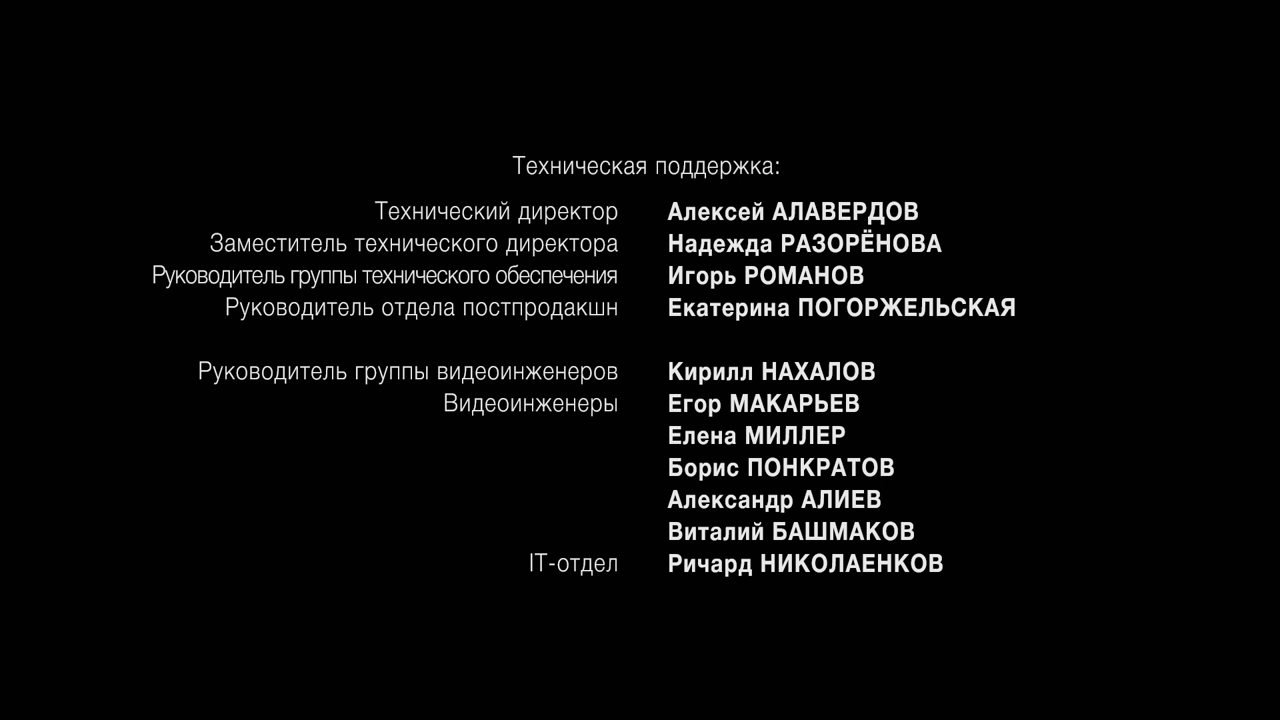 Техническая поддержка:
Технический директор Алексей АЛАВЕРДОВ
Заместитель технического директора Надежда РАЗОРЁНОВА
Руководитель группы технического обеспечения Игорь РОМАНОВ
Руководитель отдела постпродакшн Екатерина ПОГОРЖЕЛЬСКАЯ
Руководитель группы видеоинженеров Кирилл НАХАЛОВ
Видеоинженеры Егор МАКАРЬЕВ
Елена МИЛЛЕР
Борис ПОНКРАТОВ
Александр АЛИЕВ
Виталий БАШМАКОВ
IT-отдел Ричард НИКОЛАЕНКОВ